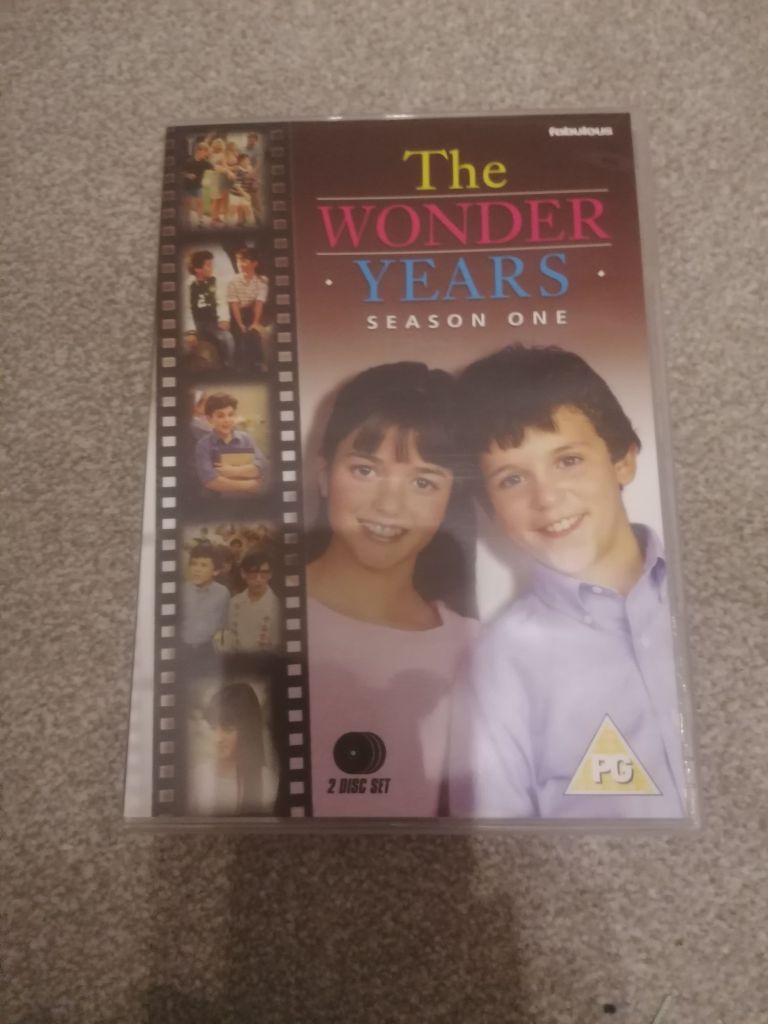 fabulous
The
WONDER
· YEARS ·
SEASON ONE
2 DISC SET
PG